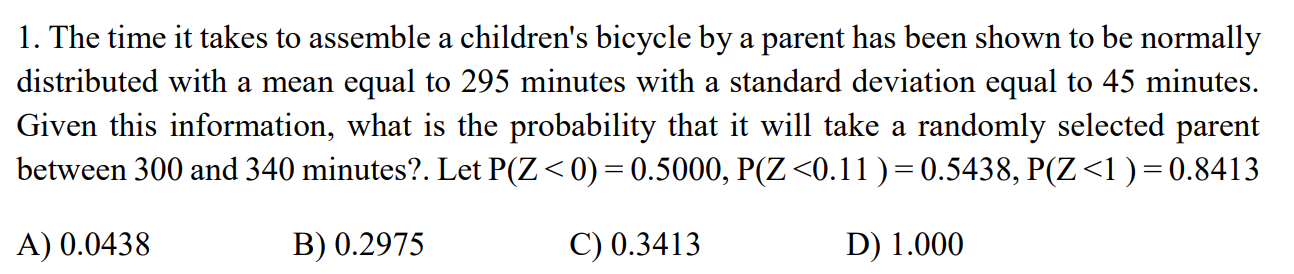 1. The time it takes to assemble a children's bicycle by a parent has been shown to be normally
distributed with a mean equal to 295 minutes with a standard deviation equal to 45 minutes.
Given this information, what is the probability that it will take a randomly selected parent
between 300 and 340 minutes?. Let P(Z < 0) = 0.5000, P(Z <0.11 ) = 0.5438, P(Z <1 ) = 0.8413
A) 0.0438 B) 0.2975 C) 0.3413 D) 1.000